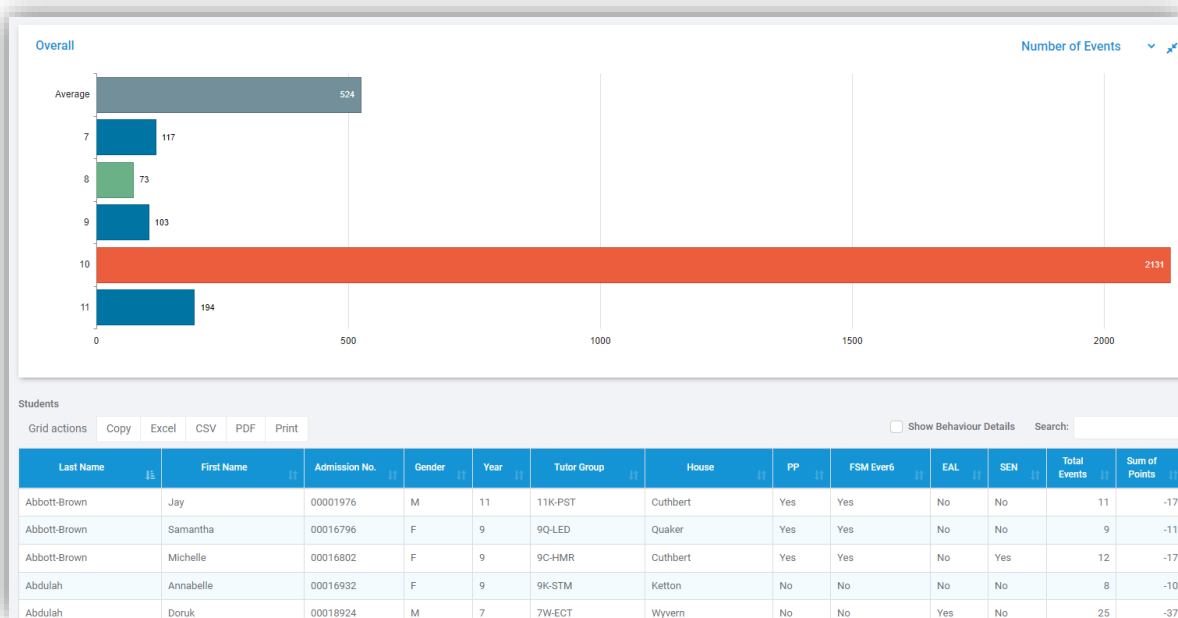 Overall Number of Events
Average 524
7 117
8 73
9 103
10 2131
11 194
0 500 1000 1500 2000
Students
Grid actions Copy Excel CSV PDF Print Show Behaviour Details Search:
Last Name First Name Admission No. Gender Year Tutor Group House PP FSM Ever6 EAL SEN Total Events Sum of Points
Abbott-Brown Jay 00001976 M 11 11K-PST Cuthbert Yes Yes No No 11 -17
Abbott-Brown Samantha 00016796 F 9 9Q-LED Quaker Yes Yes No No 9 -11
Abbott-Brown Michelle 00016802 F 9 9C-HMR Cuthbert Yes Yes No Yes 12 -17
Abdulah Annabelle 00016932 F 9 9K-STM Ketton No No No No 8 -10
Abdulah Doruk 00018924 M 7 7W-ECT Wyvern No No Yes No 25 -37